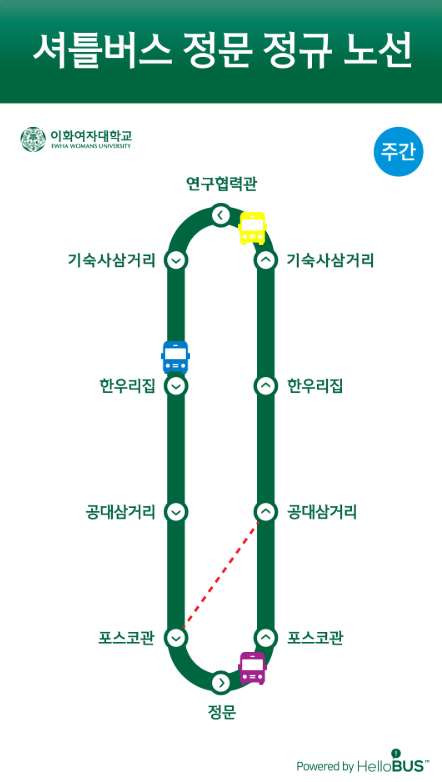 셔틀버스 정문 정규 노선
이화여자대학교
EWHA WOMANS UNIVERSITY
주간
연구협력관
기숙사삼거리
기숙사삼거리
한우리집
한우리집
공대삼거리
공대삼거리
포스코관
포스코관
정문
Powered by HelloBUS™